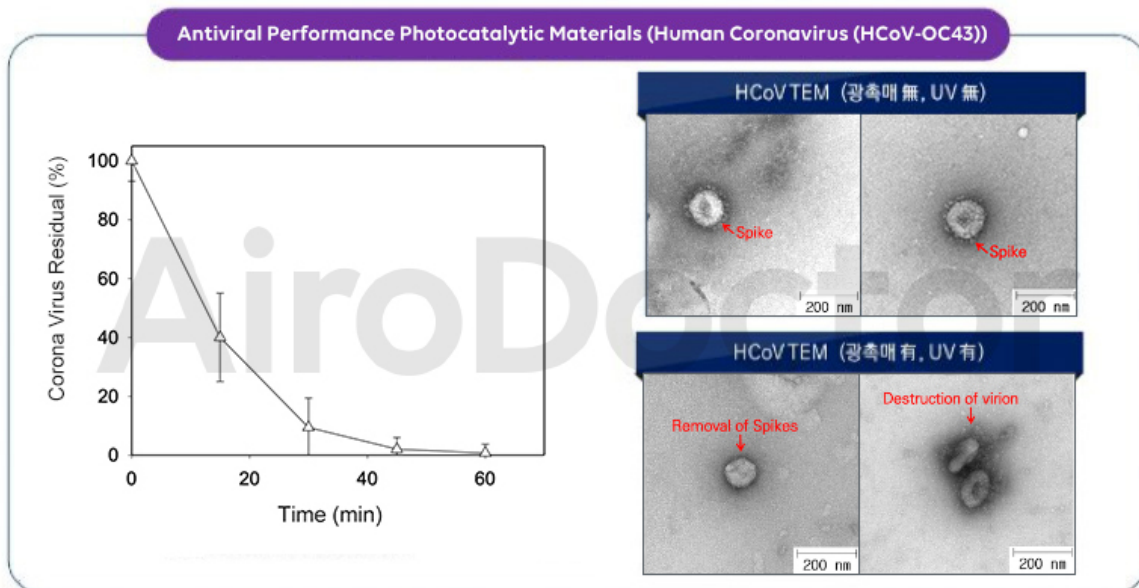 Antiviral Performance Photocatalytic Materials (Human Coronavirus (HCoV-OC43))
Corona Virus Residual (%)
100
80
60
40
20
0
0
20
40
60
Time (min)
HCoV TEM (광촉매 無, UV 無)
Spike
200 nm
Spike
200 nm
HCoV TEM (광촉매 有, UV 有)
Removal of Spikes
200 nm
Destruction of virion
200 nm
AiroDoctor